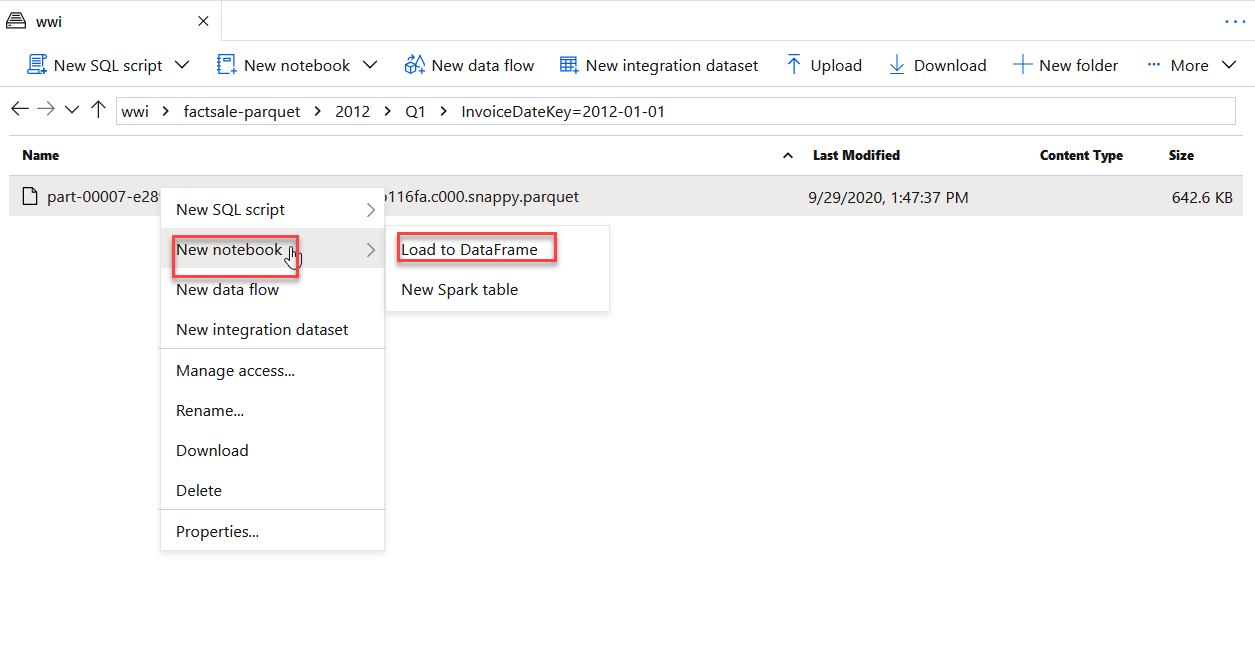 wwi
New SQL script New notebook New data flow New integration dataset Upload Download New folder More
wwi factsale-parquet 2012 Q1 InvoiceDateKey=2012-01-01
Name Last Modified Content Type Size
part-00007-e28 116fa.c000.snappy.parquet 9/29/2020, 1:47:37 PM 642.6 KB
New SQL script
New notebook Load to DataFrame
New data flow New Spark table
New integration dataset
Manage access...
Rename...
Download
Delete
Properties...